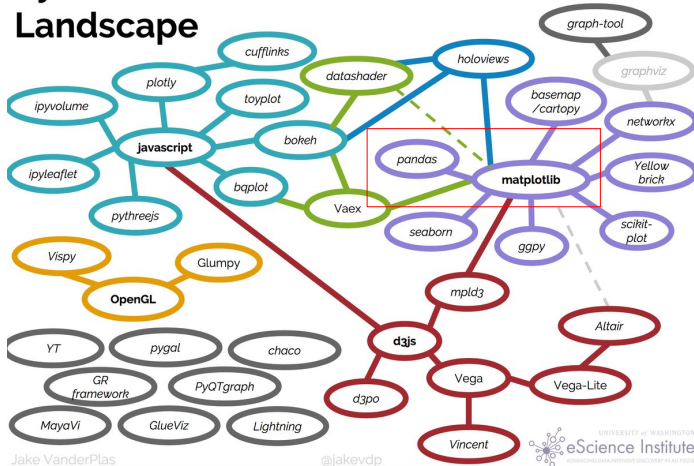 Landscape
graph-tool
cufflinks
holoviews
datashader
graphviz
plotly
basemap
/cartopy
ipyvolume
toyplot
networkx
bokeh
javascript
pandas
matplotlib
Yellow
brick
ipyleaflet
bqplot
Vaex
pythreejs
seaborn
ggpy
scikit-
plot
Vispy
Glumpy
OpenGL
mpld3
Altair
d3js
YT
pygal
chaco
Vega
Vega-Lite
GR
framework
PyQTgraph
d3po
MayaVi
GlueViz
Lightning
Vincent
UNIVERSITY of WASHINGTON
eScience Institute
Jake VanderPlas
@jakevdp